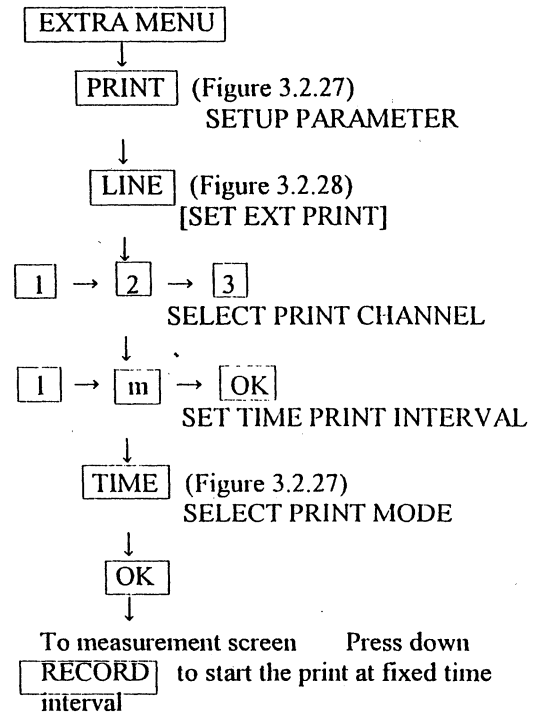 EXTRA MENU
↓
PRINT (Figure 3.2.27)
SETUP PARAMETER
↓
LINE (Figure 3.2.28)
[SET EXT PRINT]
↓
1 → 2 → 3
SELECT PRINT CHANNEL
↓
1 → m → OK
SET TIME PRINT INTERVAL
↓
TIME (Figure 3.2.27)
SELECT PRINT MODE
↓
OK
↓
To measurement screen Press down
RECORD to start the print at fixed time
interval